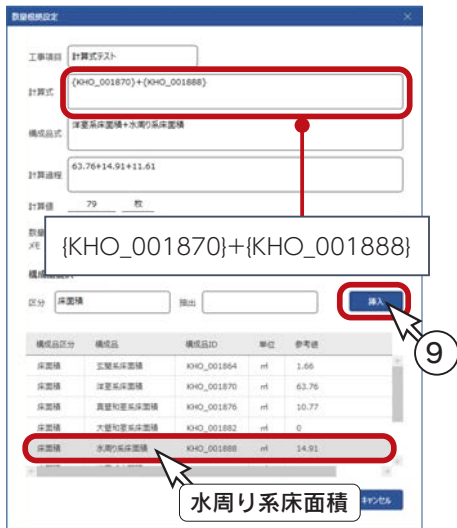 数量根拠設定
工事項目 計算式テスト
計算式 {KHO_001870}+{KHO_001888}
構成品式 洋室系床面積+水周り系床面積
計算過程 63.76+14.91+11.61
計算値 79 枚
{KHO_001870}+{KHO_001888}
メモ
区分 床面積 抽出 挿入
9
構成品区分 構成品 構成品ID 単位 参考値
床面積 玄関系床面積 KHO_001864 ㎡ 1.66
床面積 洋室系床面積 KHO_001870 ㎡ 63.76
床面積 真壁和室系床面積 KHO_001876 ㎡ 10.77
床面積 大壁和室系床面積 KHO_001882 ㎡ 0
床面積 水周り系床面積 KHO_001888 ㎡ 14.91
水周り系床面積
キャンセル